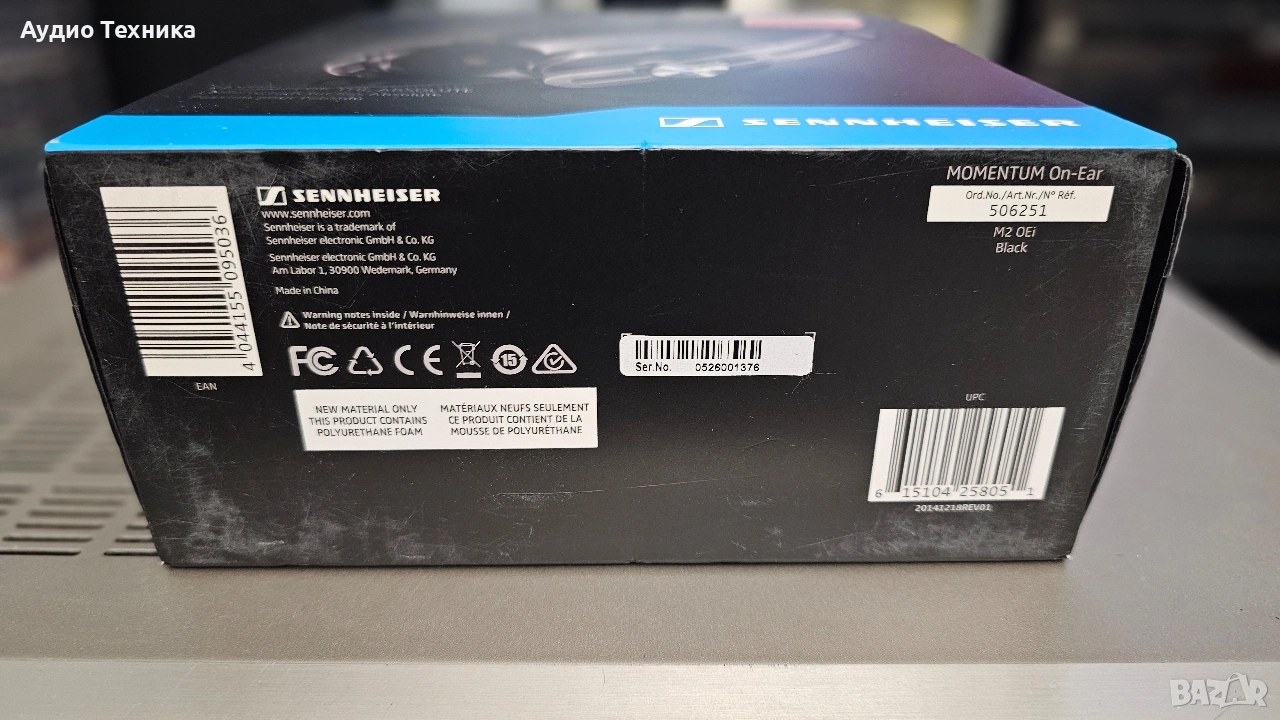 Аудио Техника
SENNHEISER
MOMENTUM On-Ear
Ord.No./Art.Nr./N° Réf.
506251
M2 OEi
Black
4 044155 095036
EAN
SENNHEISER
www.sennheiser.com
Sennheiser is a trademark of
Sennheiser electronic GmbH & Co. KG
Sennheiser electronic GmbH & Co. KG
Am Labor 1, 30900 Wedemark, Germany
Made in China
Warning notes inside / Warnhinweise innen /
Note de sécurité à l'intérieur
FC CE 15
Ser.No. 0526001376
NEW MATERIAL ONLY
THIS PRODUCT CONTAINS
POLYURETHANE FOAM
MATÉRIAUX NEUFS SEULEMENT
CE PRODUIT CONTIENT DE LA
MOUSSE DE POLYURÉTHANE
UPC
6 15104 25805 1
20141218REV01
BAZAR